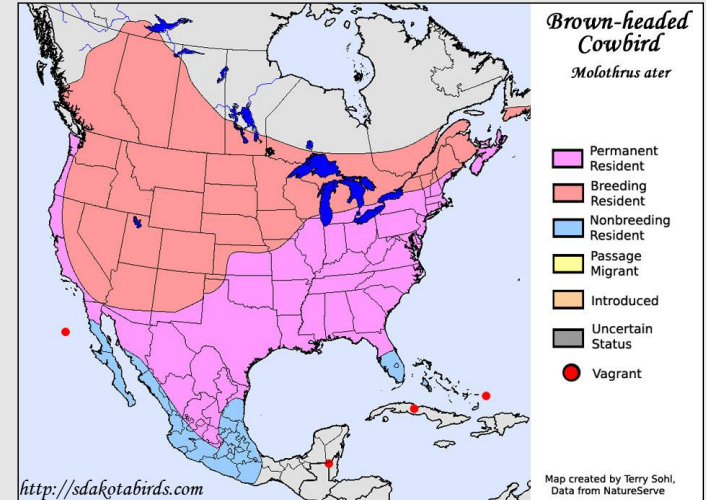 Brown-headed
Cowbird
Molothrus ater
Permanent
Resident
Breeding
Resident
Nonbreeding
Resident
Passage
Migrant
Introduced
Uncertain
Status
Vagrant
http://sdakotabirds.com
Map created by Terry Sohl,
Data from NatureServe